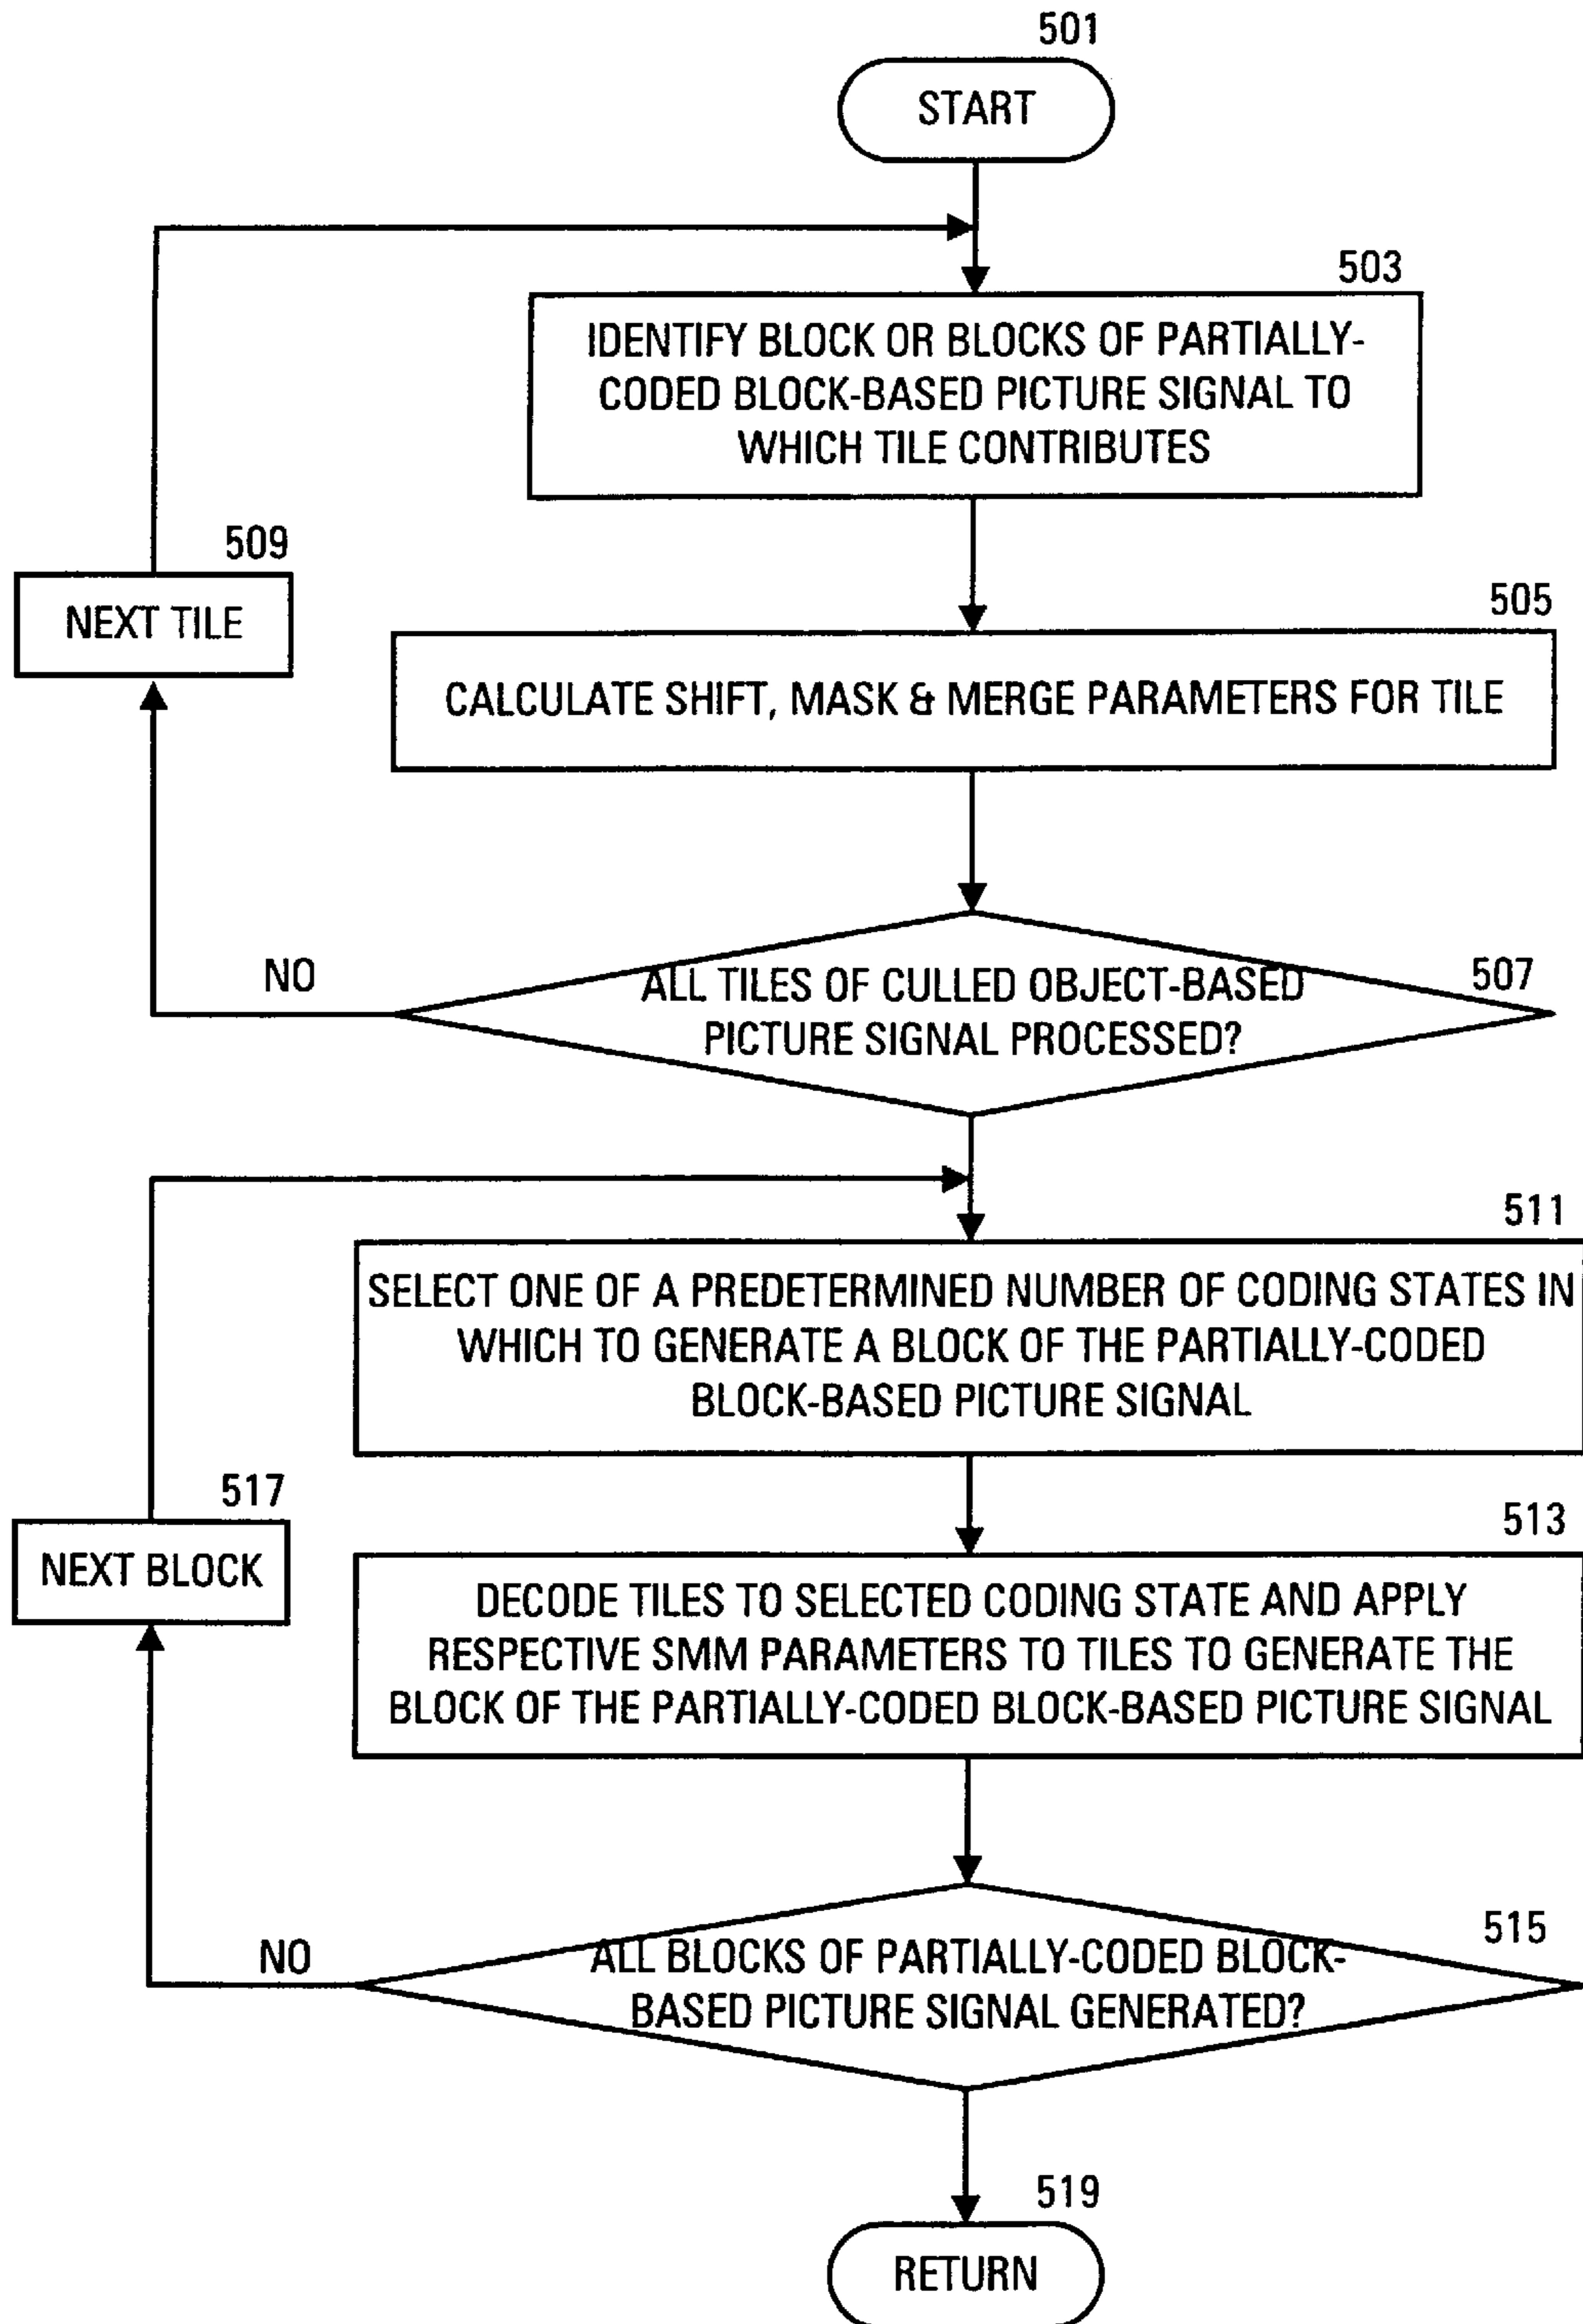 501
START
503
IDENTIFY BLOCK OR BLOCKS OF PARTIALLY-
CODED BLOCK-BASED PICTURE SIGNAL TO
WHICH TILE CONTRIBUTES
509
NEXT TILE
505
CALCULATE SHIFT, MASK & MERGE PARAMETERS FOR TILE
NO
507
ALL TILES OF CULLED OBJECT-BASED
PICTURE SIGNAL PROCESSED?
511
SELECT ONE OF A PREDETERMINED NUMBER OF CODING STATES IN
WHICH TO GENERATE A BLOCK OF THE PARTIALLY-CODED
BLOCK-BASED PICTURE SIGNAL
517
NEXT BLOCK
513
DECODE TILES TO SELECTED CODING STATE AND APPLY
RESPECTIVE SMM PARAMETERS TO TILES TO GENERATE THE
BLOCK OF THE PARTIALLY-CODED BLOCK-BASED PICTURE SIGNAL
NO
515
ALL BLOCKS OF PARTIALLY-CODED BLOCK-
BASED PICTURE SIGNAL GENERATED?
519
RETURN